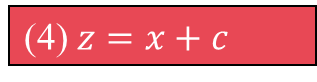 (4) z = x + c